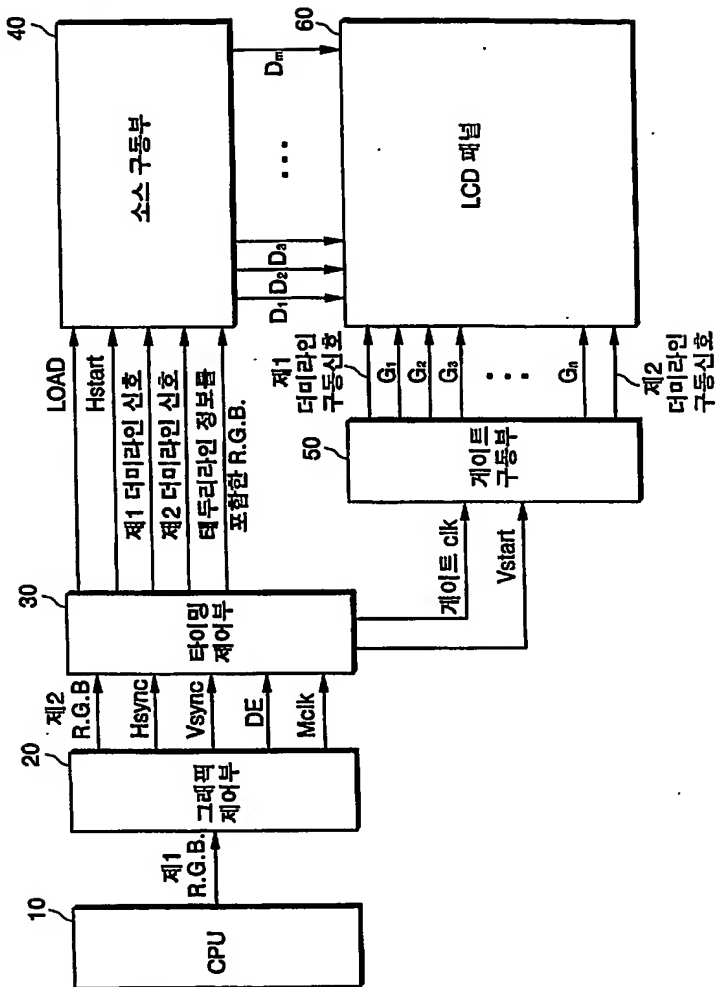 10
CPU
제1
R.G.B.
20
그래픽
제어부
제2
R.G.B
Hsync
Vsync
DE
Mclk
30
타이밍
제어부
LOAD
Hstart
제1 더미라인 신호
제2 더미라인 신호
테두리라인 정보를
포함한 R.G.B.
게이트 clk
Vstart
40
소스 구동부
D1
D2
D3
...
Dm
50
게이트
구동부
제1
더미라인
구동신호
G1
G2
G3
...
Gn
제2
더미라인
구동신호
60
LCD 패널